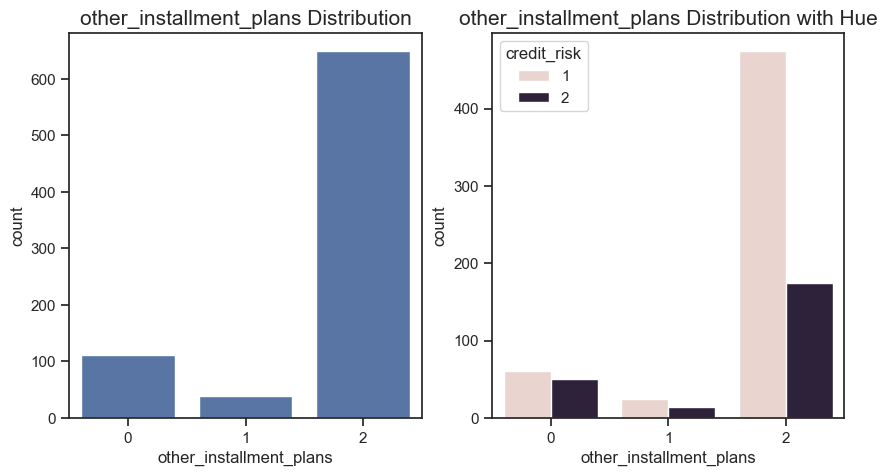 other_installment_plans Distribution
600
500
400
300
200
100
0
count
0 1 2
other_installment_plans
other_installment_plans Distribution with Hue
credit_risk
1
2
400
300
200
100
0
count
0 1 2
other_installment_plans